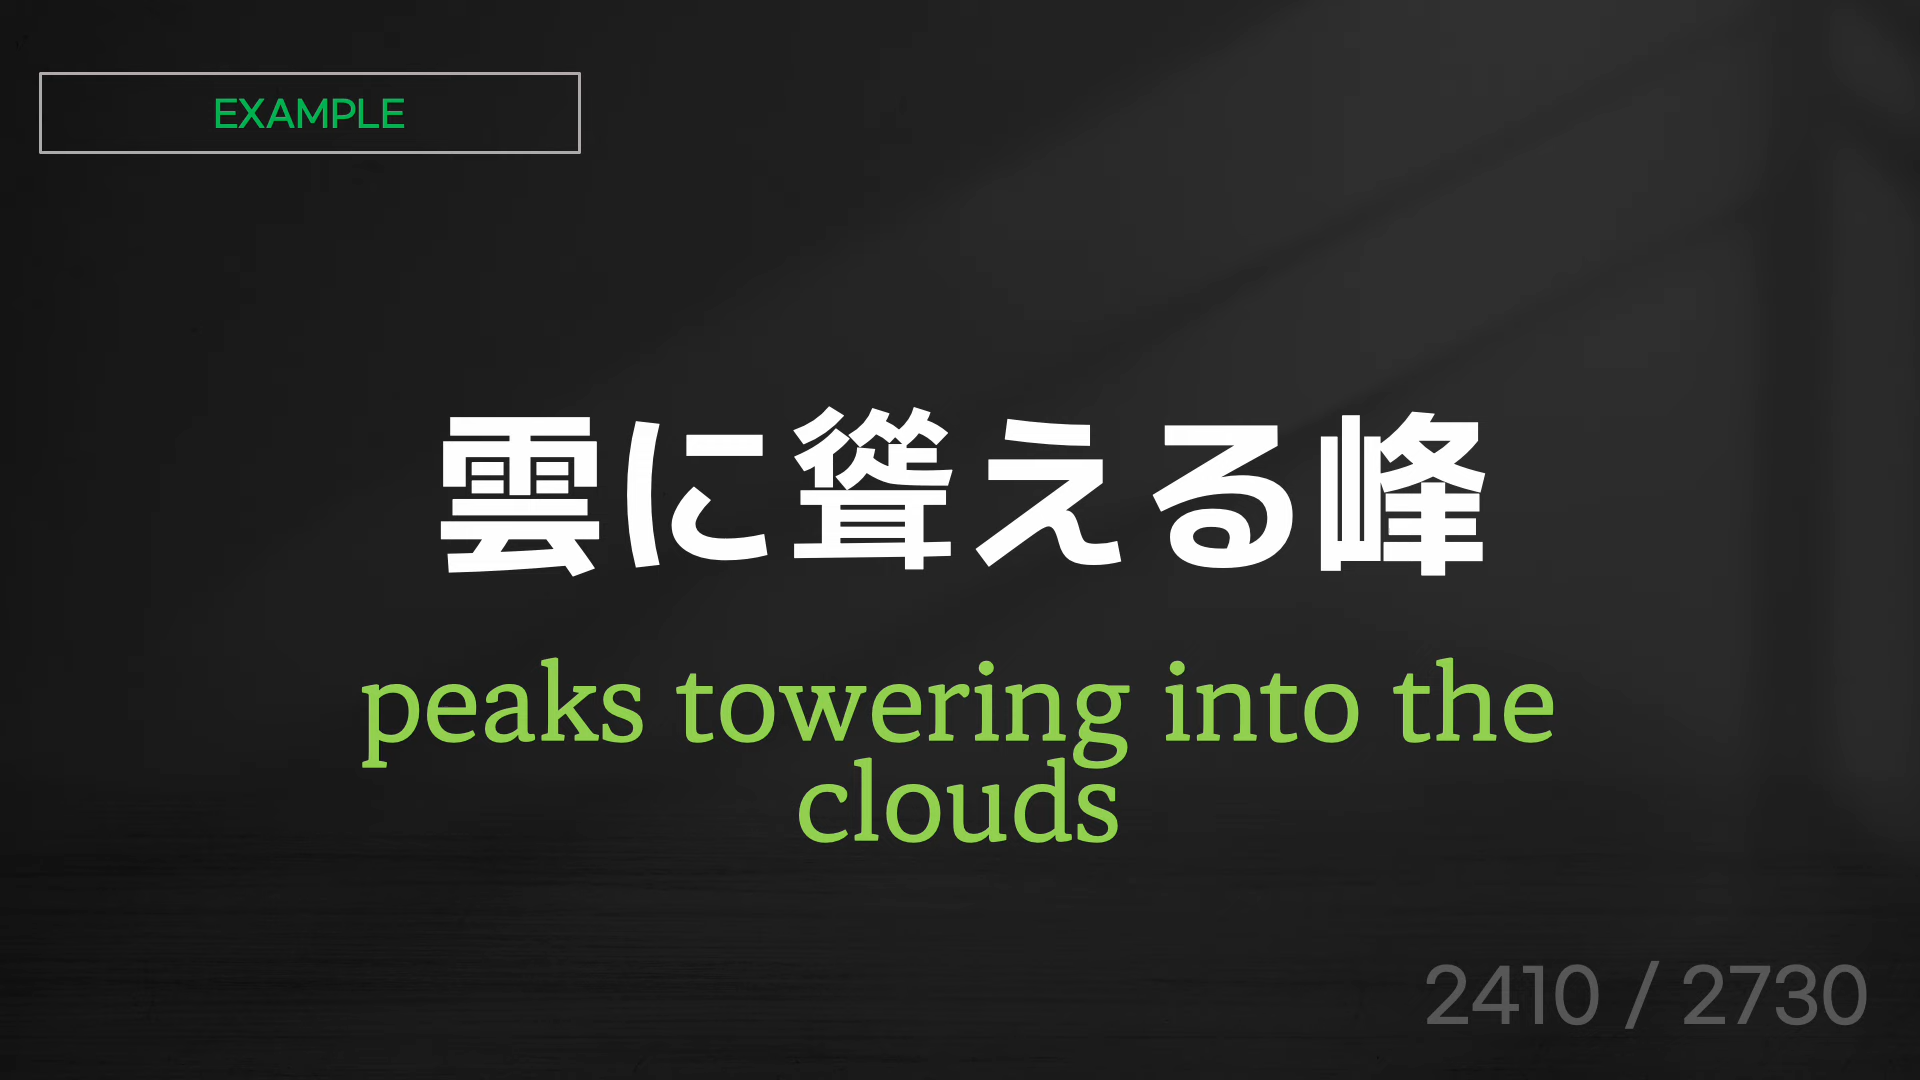 EXAMPLE
雲に聳える峰
peaks towering into the
clouds
2410 / 2730